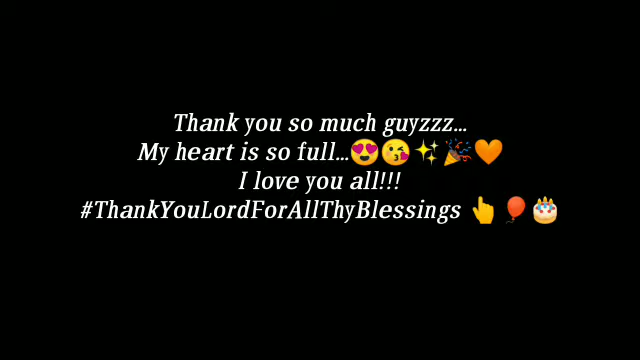 Thank you so much guyzzz...
My heart is so full...😍😘✨🎉🧡
I love you all!!!
#ThankYouLordForAllThyBlessings 👆🎈🎂